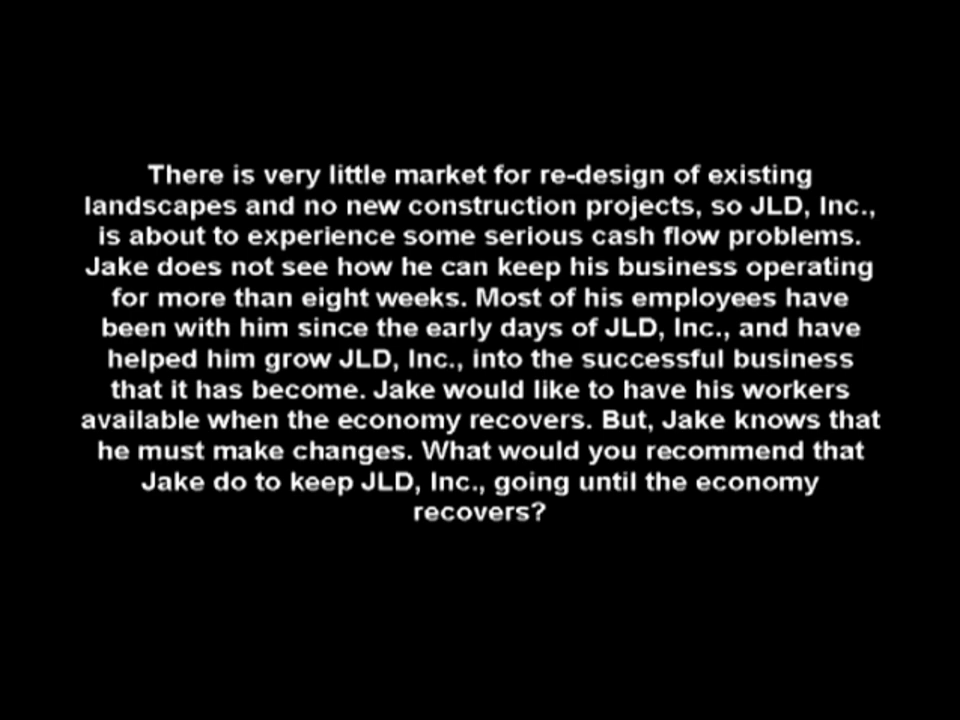 There is very little market for re-design of existing
landscapes and no new construction projects, so JLD, Inc.,
is about to experience some serious cash flow problems.
Jake does not see how he can keep his business operating
for more than eight weeks. Most of his employees have
been with him since the early days of JLD, Inc., and have
helped him grow JLD, Inc., into the successful business
that it has become. Jake would like to have his workers
available when the economy recovers. But, Jake knows that
he must make changes. What would you recommend that
Jake do to keep JLD, Inc., going until the economy
recovers?